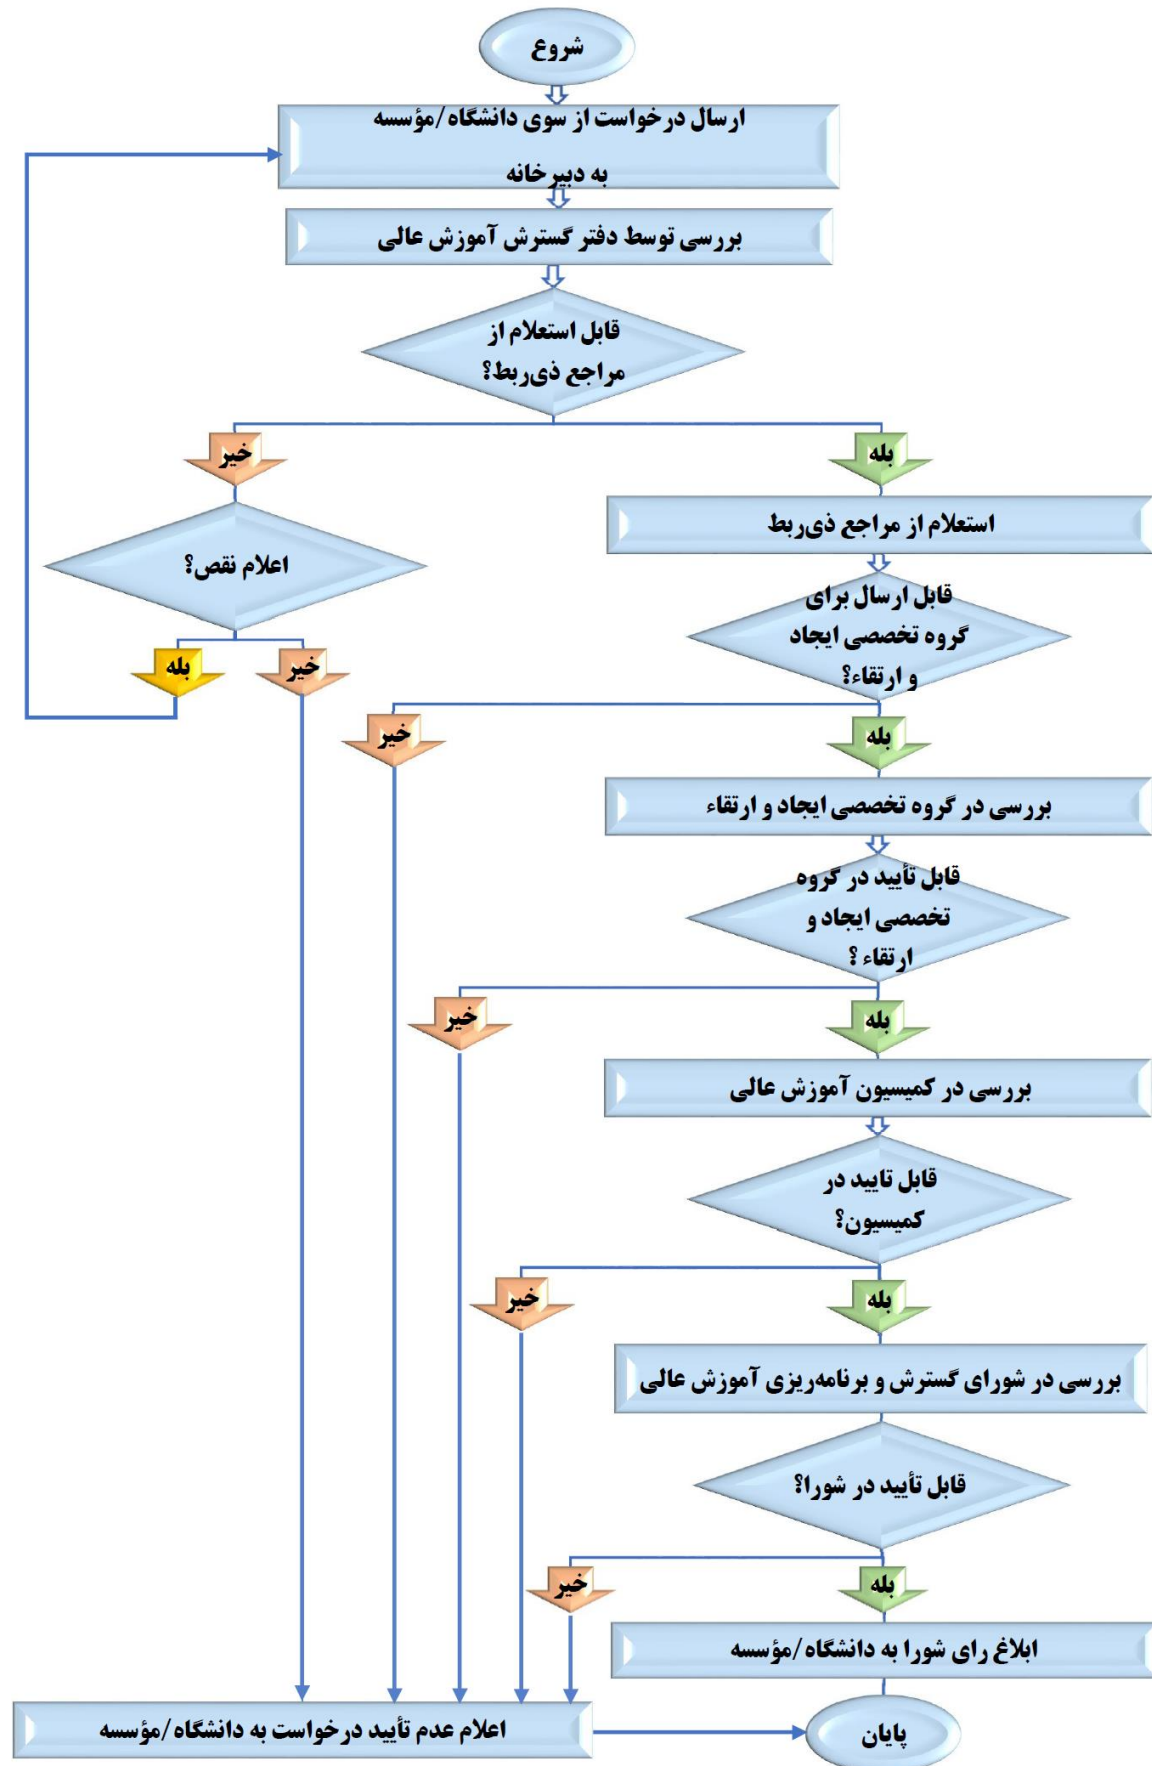 شروع
ارسال درخواست از سوی دانشگاه/مؤسسه
به دبیرخانه
بررسی توسط دفتر گسترش آموزش عالی
قابل استعلام از
مراجع ذی‌ربط؟
خیر
بله
استعلام از مراجع ذی‌ربط
اعلام نقص؟
قابل ارسال برای
گروه تخصصی ایجاد
و ارتقاء؟
بله
خیر
خیر
بله
بررسی در گروه تخصصی ایجاد و ارتقاء
قابل تأیید در گروه
تخصصی ایجاد و
ارتقاء ؟
خیر
بله
بررسی در کمیسیون آموزش عالی
قابل تایید در
کمیسیون؟
خیر
بله
بررسی در شورای گسترش و برنامه‌ریزی آموزش عالی
قابل تأیید در شورا؟
خیر
بله
ابلاغ رای شورا به دانشگاه/مؤسسه
اعلام عدم تأیید درخواست به دانشگاه/مؤسسه
پایان